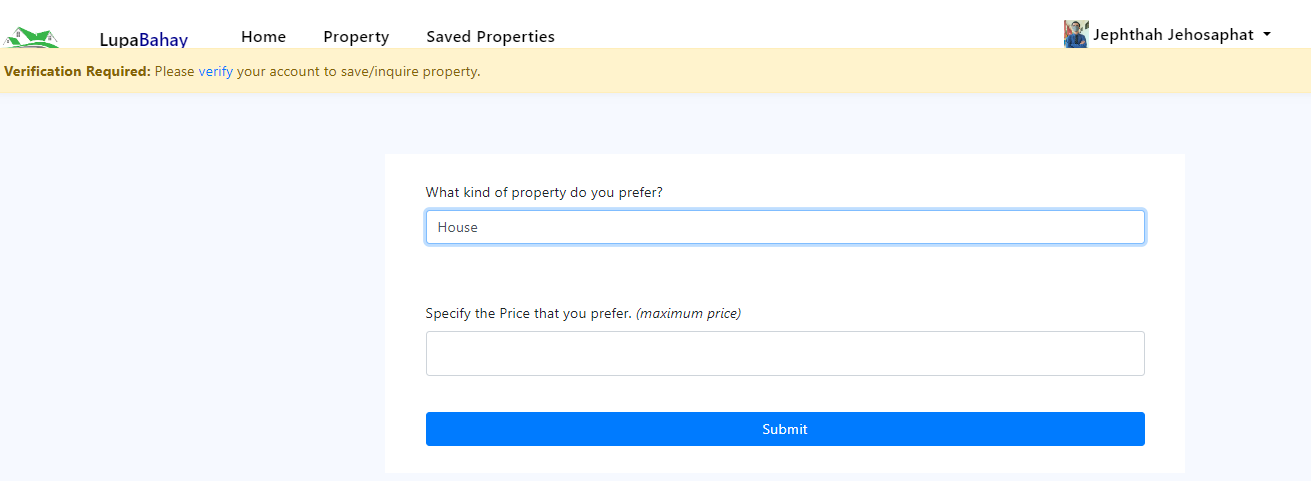 LupaBahay Home Property Saved Properties Jephthah Jehosaphat
Verification Required: Please verify your account to save/inquire property.
What kind of property do you prefer?
House
Specify the Price that you prefer. (maximum price)
Submit